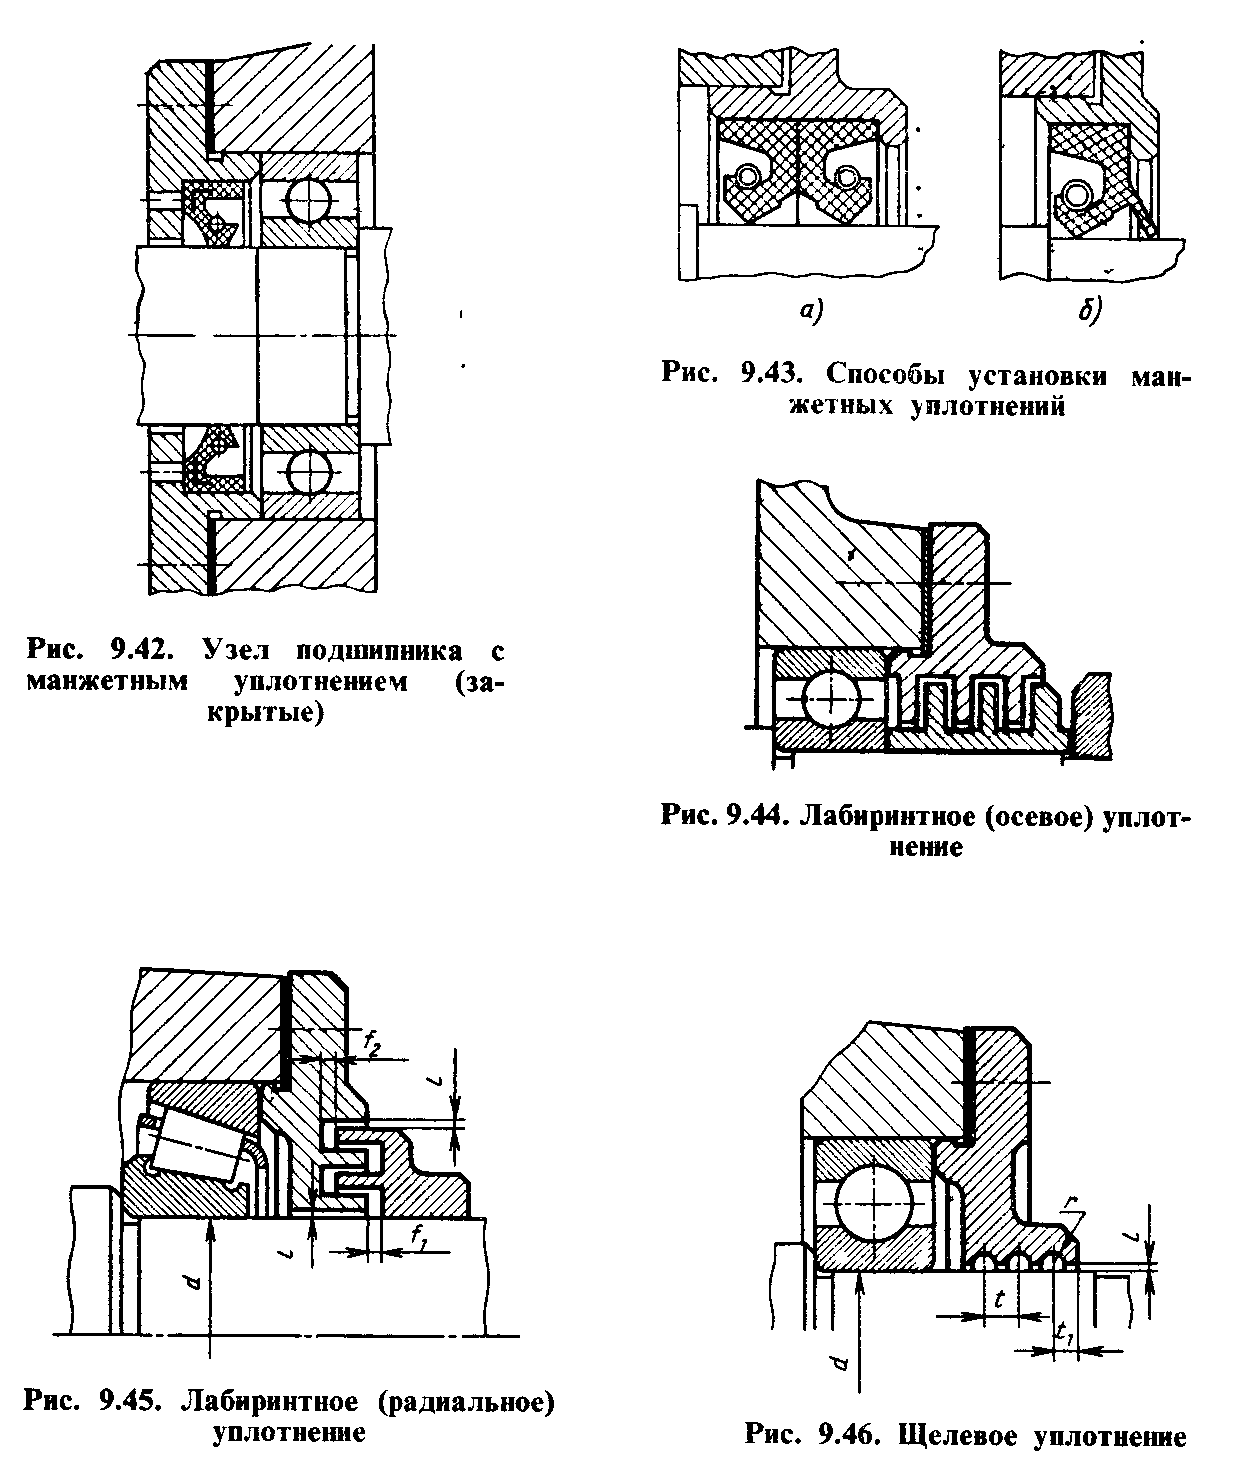 а)
б)
Рис. 9.43. Способы установки ман-
жетных уплотнений
Рис. 9.42. Узел подшипника с
манжетным уплотнением (за-
крытые)
Рис. 9.44. Лабиринтное (осевое) уплот-
нение
f2
l
l
f1
d
Рис. 9.45. Лабиринтное (радиальное)
уплотнение
r
l
t
t1
d
Рис. 9.46. Щелевое уплотнение